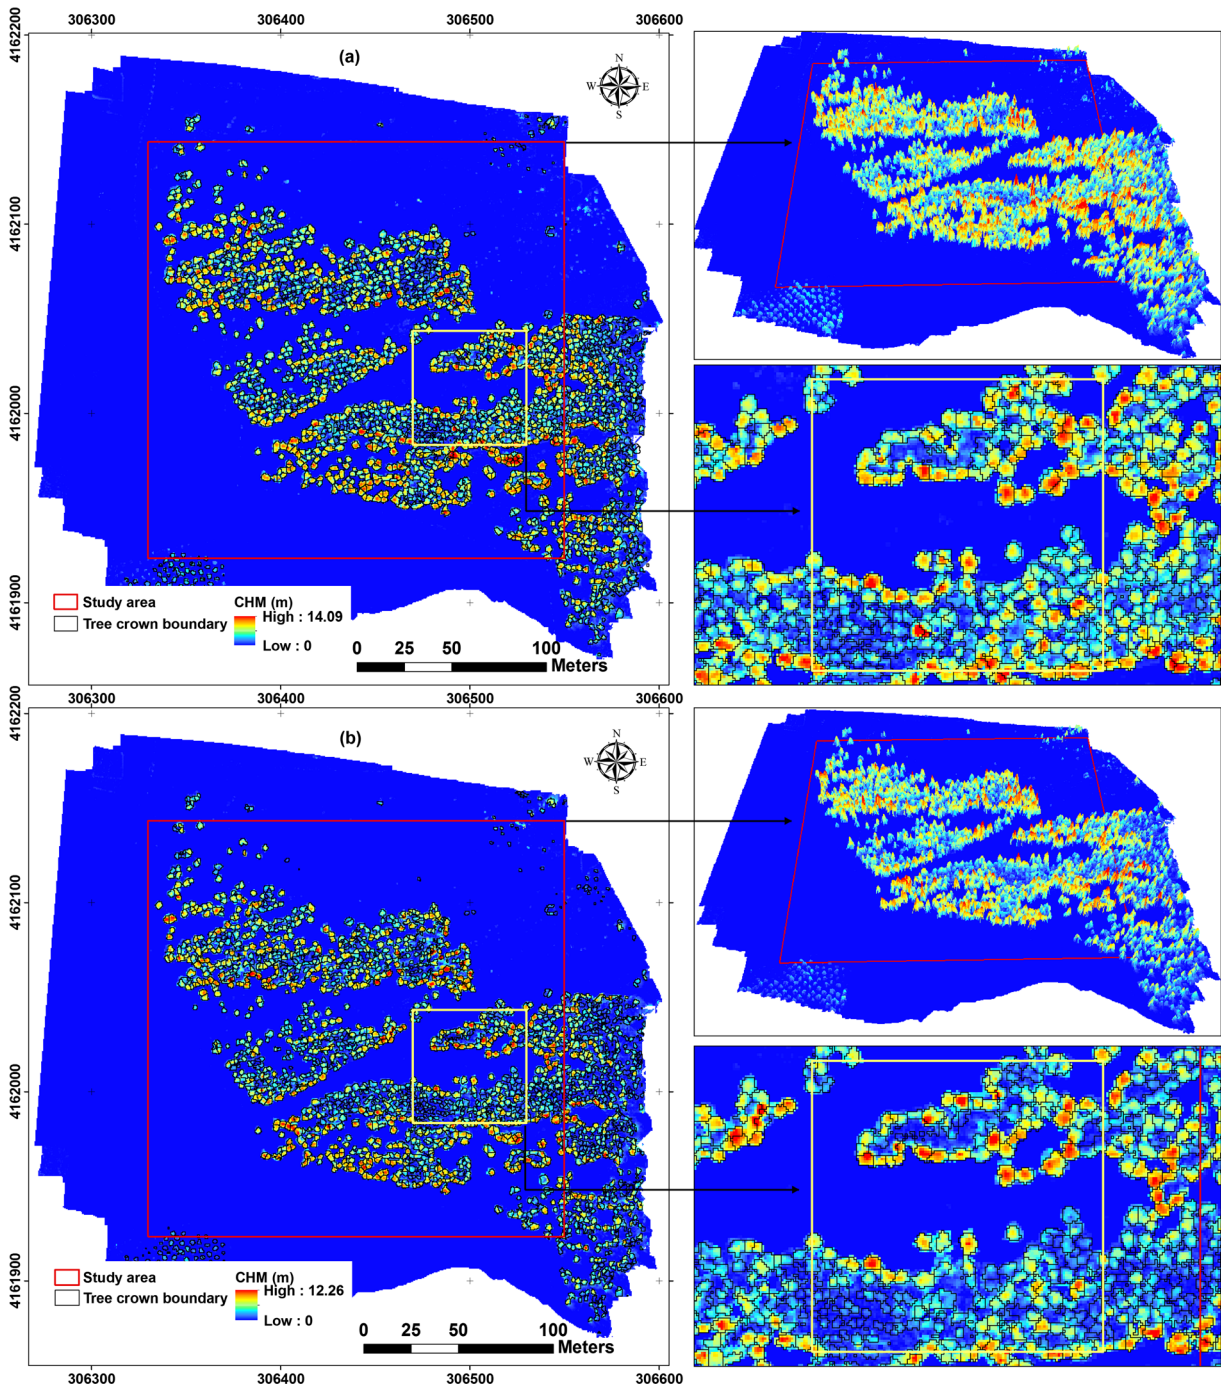 306300 306400 306500 306600
4162200
(a)
N
W E
S
4162100
4162000
4161900
Study area
Tree crown boundary
CHM (m)
High : 14.09
Low : 0
0 25 50 100
Meters
306300 306400 306500 306600
4162200
(b)
N
W E
S
4162100
4162000
4161900
Study area
Tree crown boundary
CHM (m)
High : 12.26
Low : 0
0 25 50 100
Meters
306300 306400 306500 306600